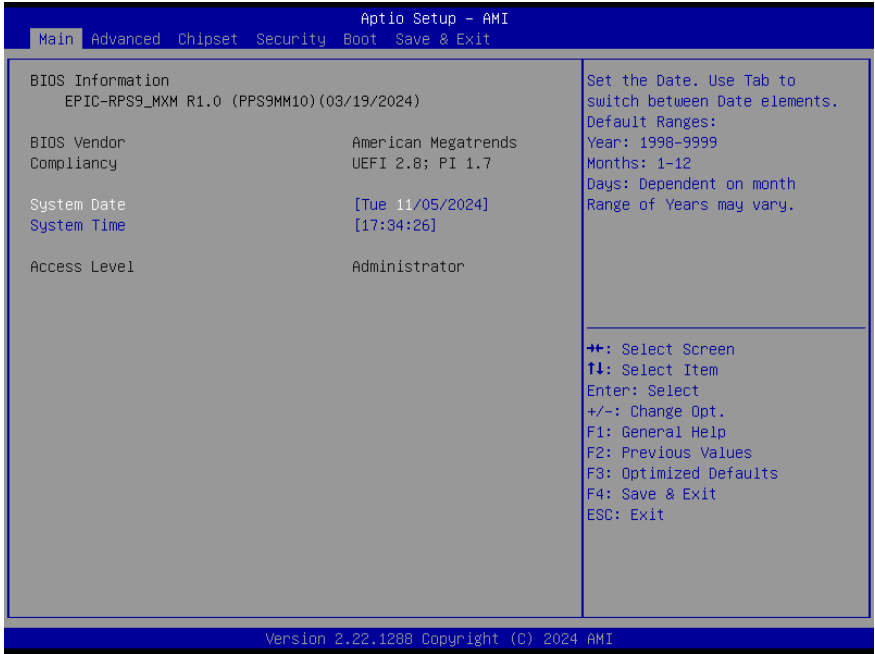 Aptio Setup - AMI
Main Advanced Chipset Security Boot Save & Exit
BIOS Information
EPIC-RPS9_MXM R1.0 (PPS9MM10)(03/19/2024)
BIOS Vendor American Megatrends
Compliancy UEFI 2.8; PI 1.7
System Date [Tue 11/05/2024]
System Time [17:34:26]
Access Level Administrator
Set the Date. Use Tab to
switch between Date elements.
Default Ranges:
Year: 1998-9999
Months: 1-12
Days: Dependent on month
Range of Years may vary.
→←: Select Screen
↑↓: Select Item
Enter: Select
+/-: Change Opt.
F1: General Help
F2: Previous Values
F3: Optimized Defaults
F4: Save & Exit
ESC: Exit
Version 2.22.1288 Copyright (C) 2024 AMI